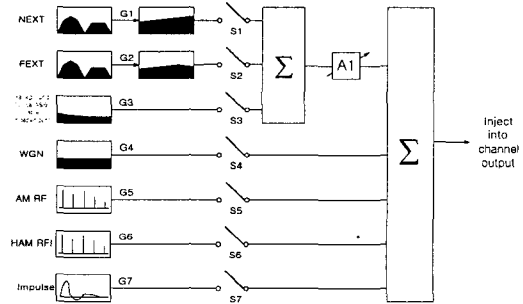 NEXT
G1
S1
FEXT
G2
S2
Σ
A1
G3
S3
WGN
G4
S4
Σ
Inject
into
channel
output
AM RF
G5
S5
HAM RFI
G6
S6
Impulse
G7
S7